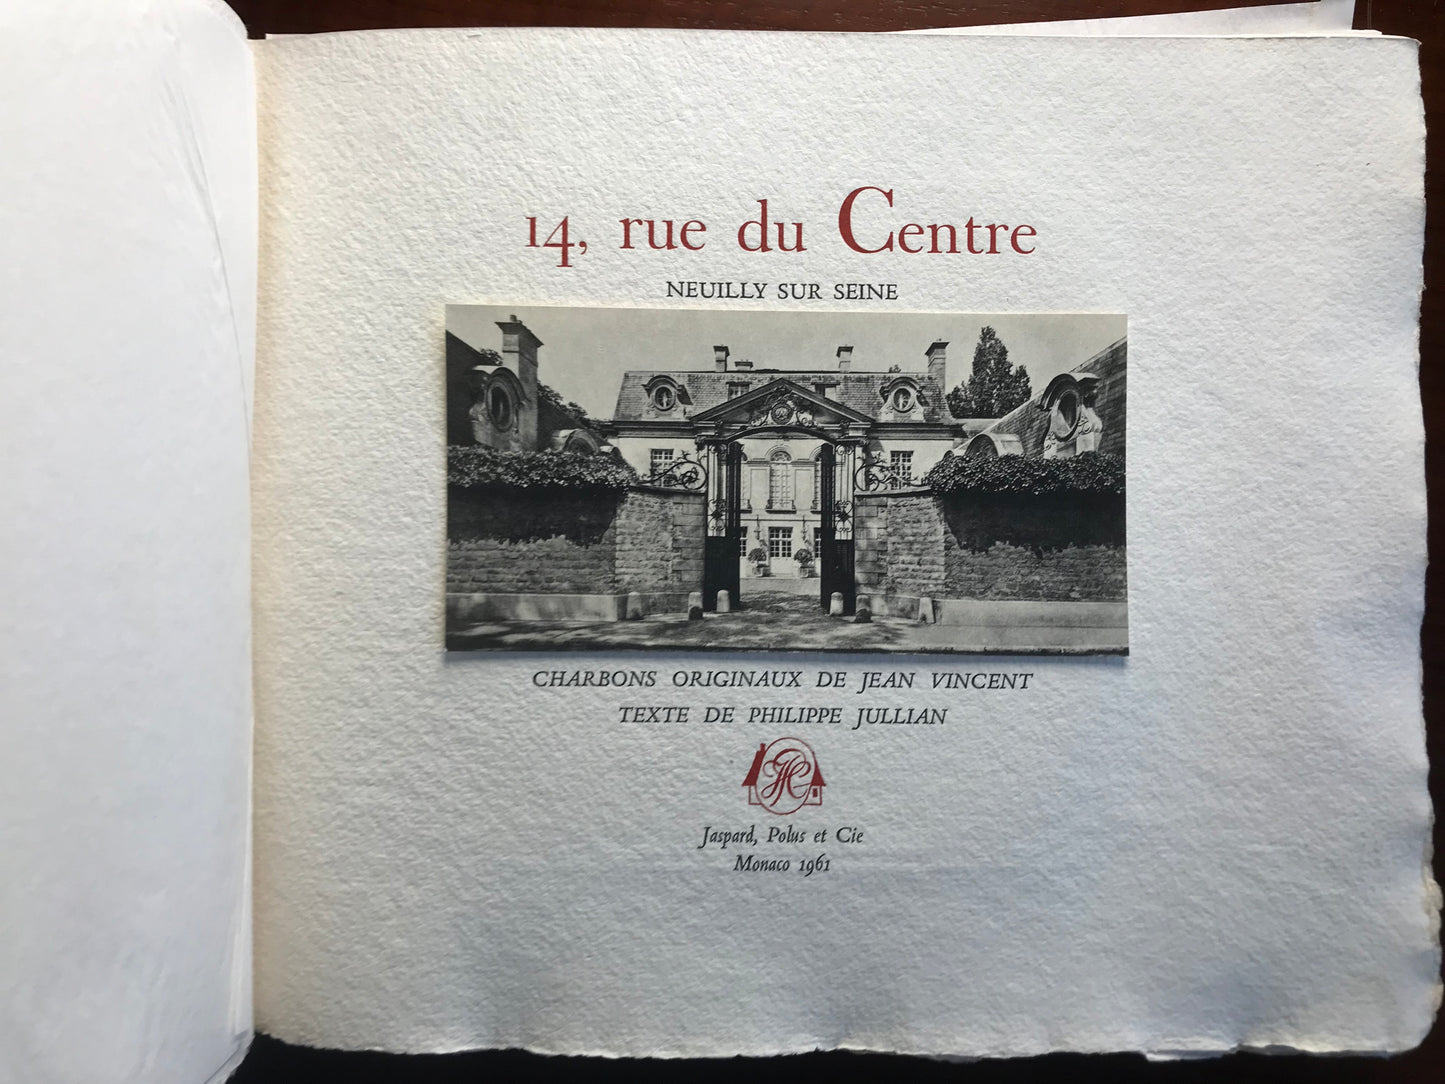 14, rue du Centre
NEUILLY SUR SEINE
CHARBONS ORIGINAUX DE JEAN VINCENT
TEXTE DE PHILIPPE JULLIAN
Jaspard, Polus et Cie
Monaco 1961